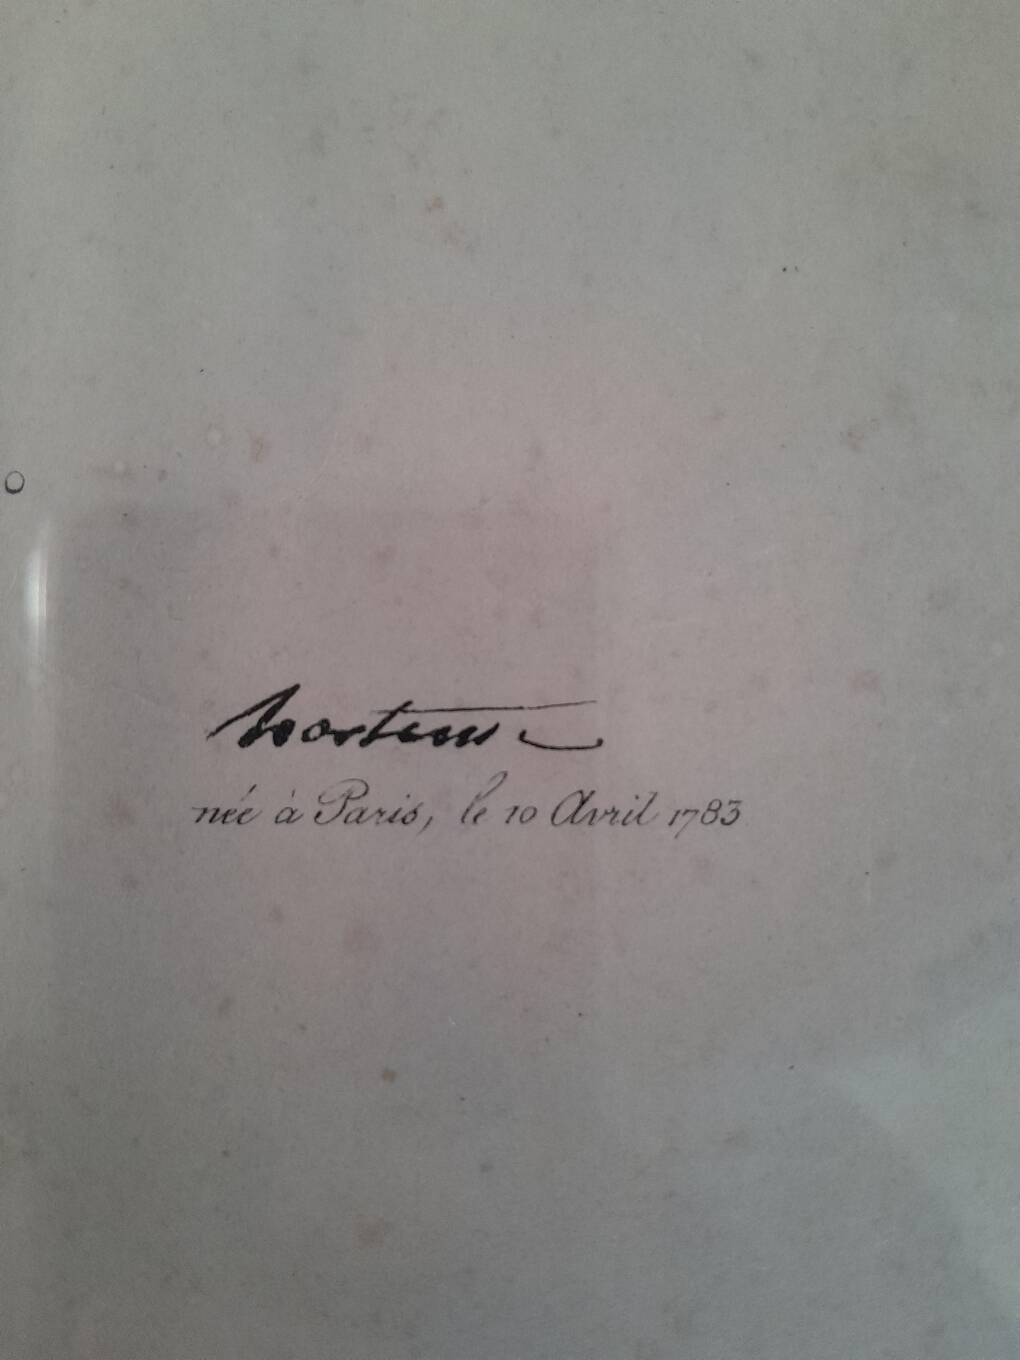 hortense
née à Paris, le 10 Avril 1783